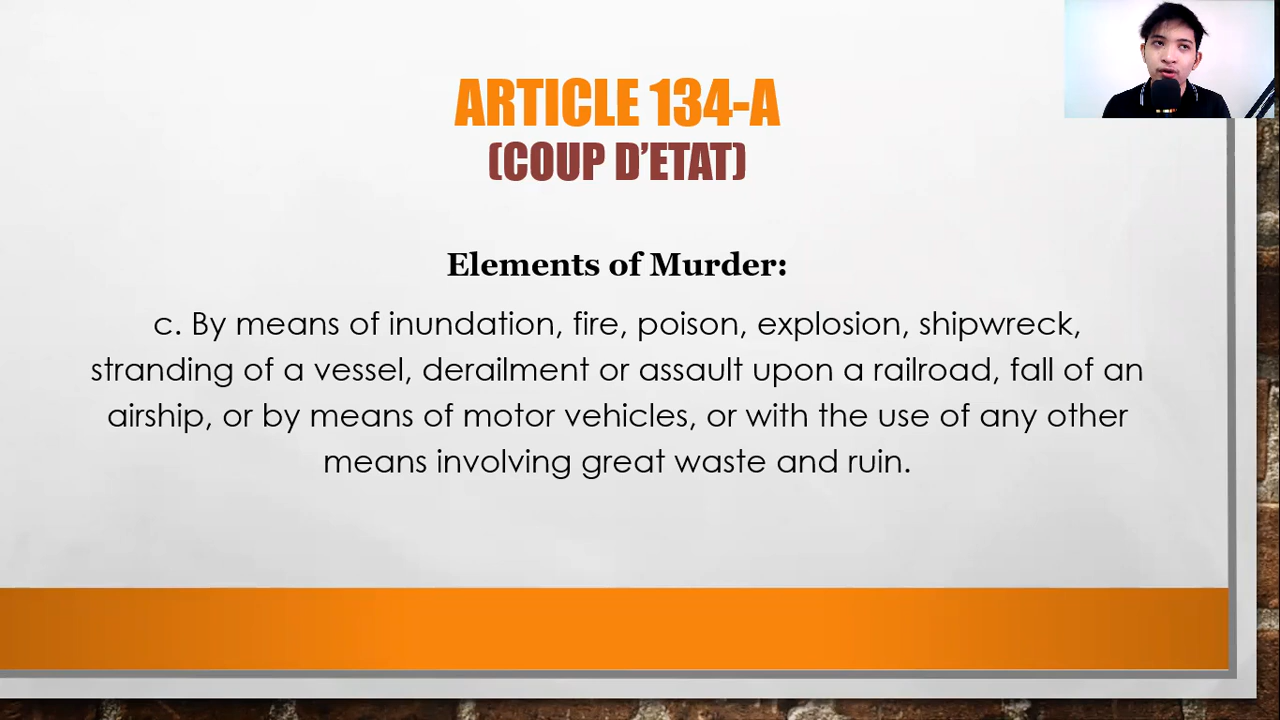 ARTICLE 134-A
(COUP D’ETAT)
Elements of Murder:
c. By means of inundation, fire, poison, explosion, shipwreck,
stranding of a vessel, derailment or assault upon a railroad, fall of an
airship, or by means of motor vehicles, or with the use of any other
means involving great waste and ruin.